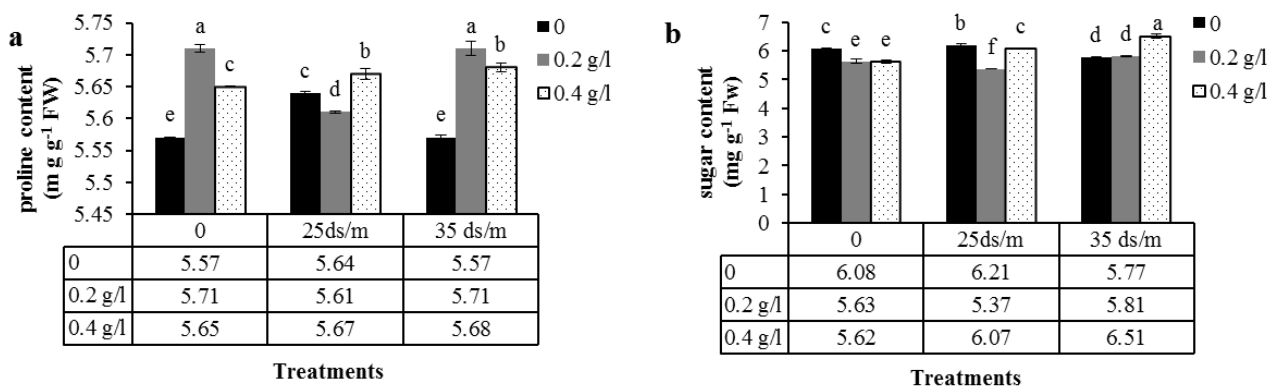 a
proline content
(m g g-1 FW)
5.75
5.7
5.65
5.6
5.55
5.5
5.45
e
a
c
c
d
b
e
a
b
0
0.2 g/l
0.4 g/l
0 25ds/m 35 ds/m
0 5.57 5.64 5.57
0.2 g/l 5.71 5.61 5.71
0.4 g/l 5.65 5.67 5.68
Treatments
b
sugar content
(mg g-1 Fw)
7
6
5
4
3
2
1
0
c
e
e
b
f
c
d
d
a
0
0.2 g/l
0.4 g/l
0 25ds/m 35 ds/m
0 6.08 6.21 5.77
0.2 g/l 5.63 5.37 5.81
0.4 g/l 5.62 6.07 6.51
Treatments